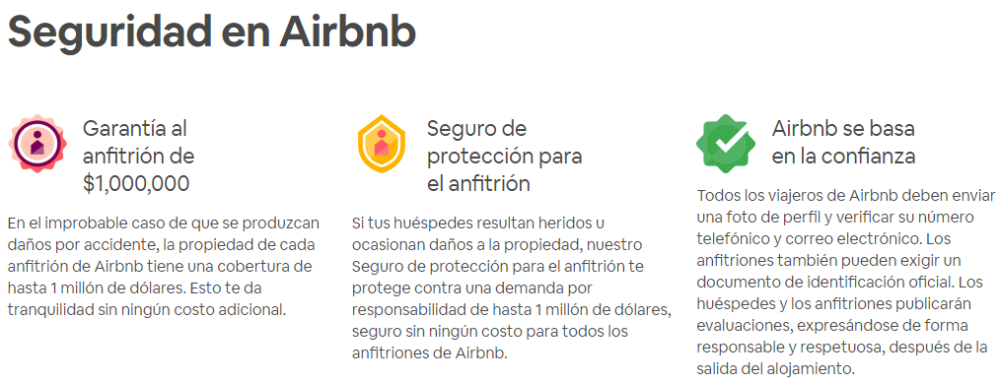 Seguridad en Airbnb
Garantía al
anfitrión de
$1,000,000
En el improbable caso de que se produzcan
daños por accidente, la propiedad de cada
anfitrión de Airbnb tiene una cobertura de
hasta 1 millón de dólares. Esto te da
tranquilidad sin ningún costo adicional.
Seguro de
protección para
el anfitrión
Si tus huéspedes resultan heridos u
ocasionan daños a la propiedad, nuestro
Seguro de protección para el anfitrión te
protege contra una demanda por
responsabilidad de hasta 1 millón de dólares,
seguro sin ningún costo para todos los
anfitriones de Airbnb.
Airbnb se basa
en la confianza
Todos los viajeros de Airbnb deben enviar
una foto de perfil y verificar su número
telefónico y correo electrónico. Los
anfitriones también pueden exigir un
documento de identificación oficial. Los
huéspedes y los anfitriones publicarán
evaluaciones, expresándose de forma
responsable y respetuosa, después de la
salida del alojamiento.